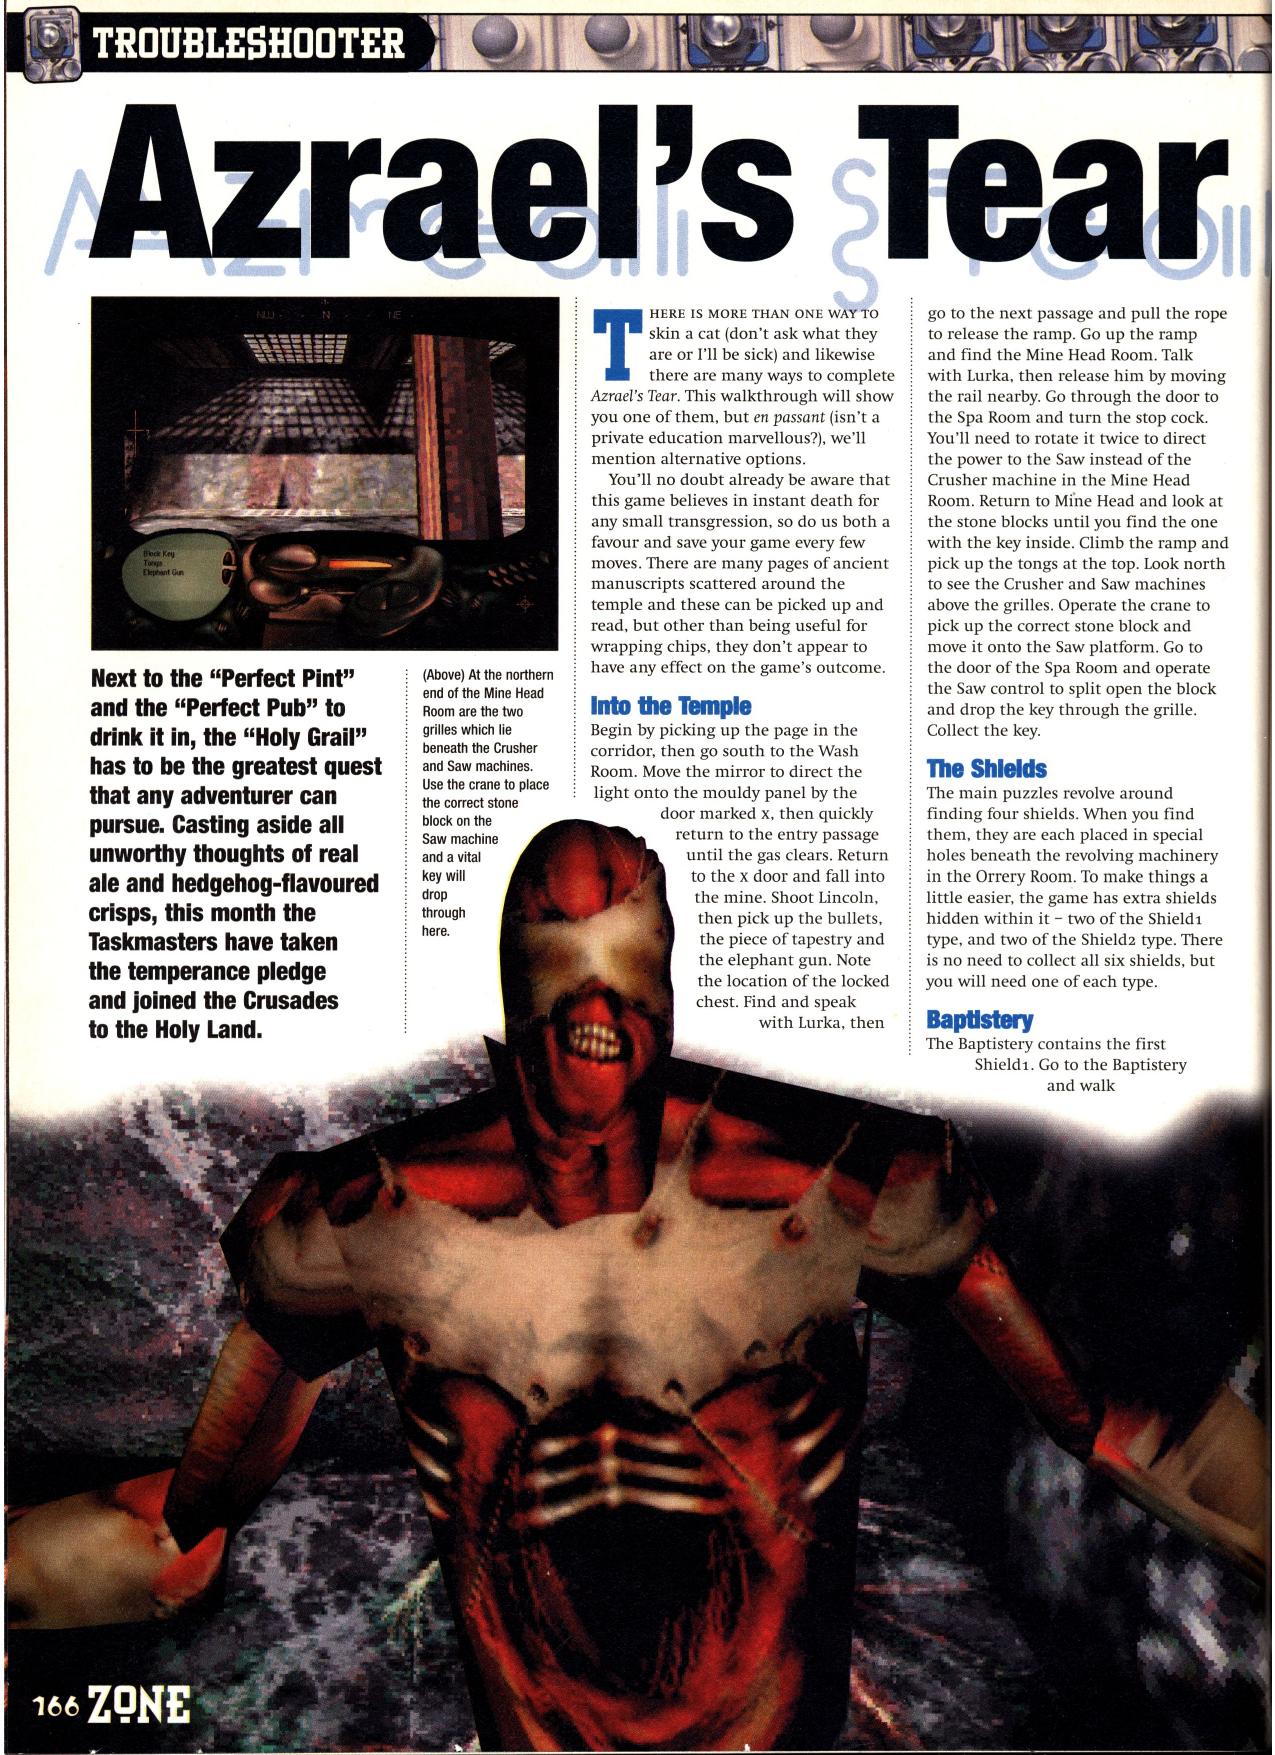 TROUBLESHOOTER
Azrael's Tear
NW N NE
Block Key
Tongs
Elephant Gun
Next to the “Perfect Pint”
and the “Perfect Pub” to
drink it in, the “Holy Grail”
has to be the greatest quest
that any adventurer can
pursue. Casting aside all
unworthy thoughts of real
ale and hedgehog-flavoured
crisps, this month the
Taskmasters have taken
the temperance pledge
and joined the Crusades
to the Holy Land.
(Above) At the northern
end of the Mine Head
Room are the two
grilles which lie
beneath the Crusher
and Saw machines.
Use the crane to place
the correct stone
block on the
Saw machine
and a vital
key will
drop
through
here.
THERE IS MORE THAN ONE WAY TO
skin a cat (don't ask what they
are or I'll be sick) and likewise
there are many ways to complete
Azrael's Tear. This walkthrough will show
you one of them, but en passant (isn't a
private education marvellous?), we'll
mention alternative options.
You'll no doubt already be aware that
this game believes in instant death for
any small transgression, so do us both a
favour and save your game every few
moves. There are many pages of ancient
manuscripts scattered around the
temple and these can be picked up and
read, but other than being useful for
wrapping chips, they don't appear to
have any effect on the game's outcome.
Into the Temple
Begin by picking up the page in the
corridor, then go south to the Wash
Room. Move the mirror to direct the
light onto the mouldy panel by the
door marked X, then quickly
return to the entry passage
until the gas clears. Return
to the X door and fall into
the mine. Shoot Lincoln,
then pick up the bullets,
the piece of tapestry and
the elephant gun. Note
the location of the locked
chest. Find and speak
with Lurka, then
go to the next passage and pull the rope
to release the ramp. Go up the ramp
and find the Mine Head Room. Talk
with Lurka, then release him by moving
the rail nearby. Go through the door to
the Spa Room and turn the stop cock.
You'll need to rotate it twice to direct
the power to the Saw instead of the
Crusher machine in the Mine Head
Room. Return to Mine Head and look at
the stone blocks until you find the one
with the key inside. Climb the ramp and
pick up the tongs at the top. Look north
to see the Crusher and Saw machines
above the grilles. Operate the crane to
pick up the correct stone block and
move it onto the Saw platform. Go to
the door of the Spa Room and operate
the Saw control to split open the block
and drop the key through the grille.
Collect the key.
The Shields
The main puzzles revolve around
finding four shields. When you find
them, they are each placed in special
holes beneath the revolving machinery
in the Orrery Room. To make things a
little easier, the game has extra shields
hidden within it – two of the Shield1
type, and two of the Shield2 type. There
is no need to collect all six shields, but
you will need one of each type.
Baptistery
The Baptistery contains the first
Shield1. Go to the Baptistery
and walk
166 ZONE